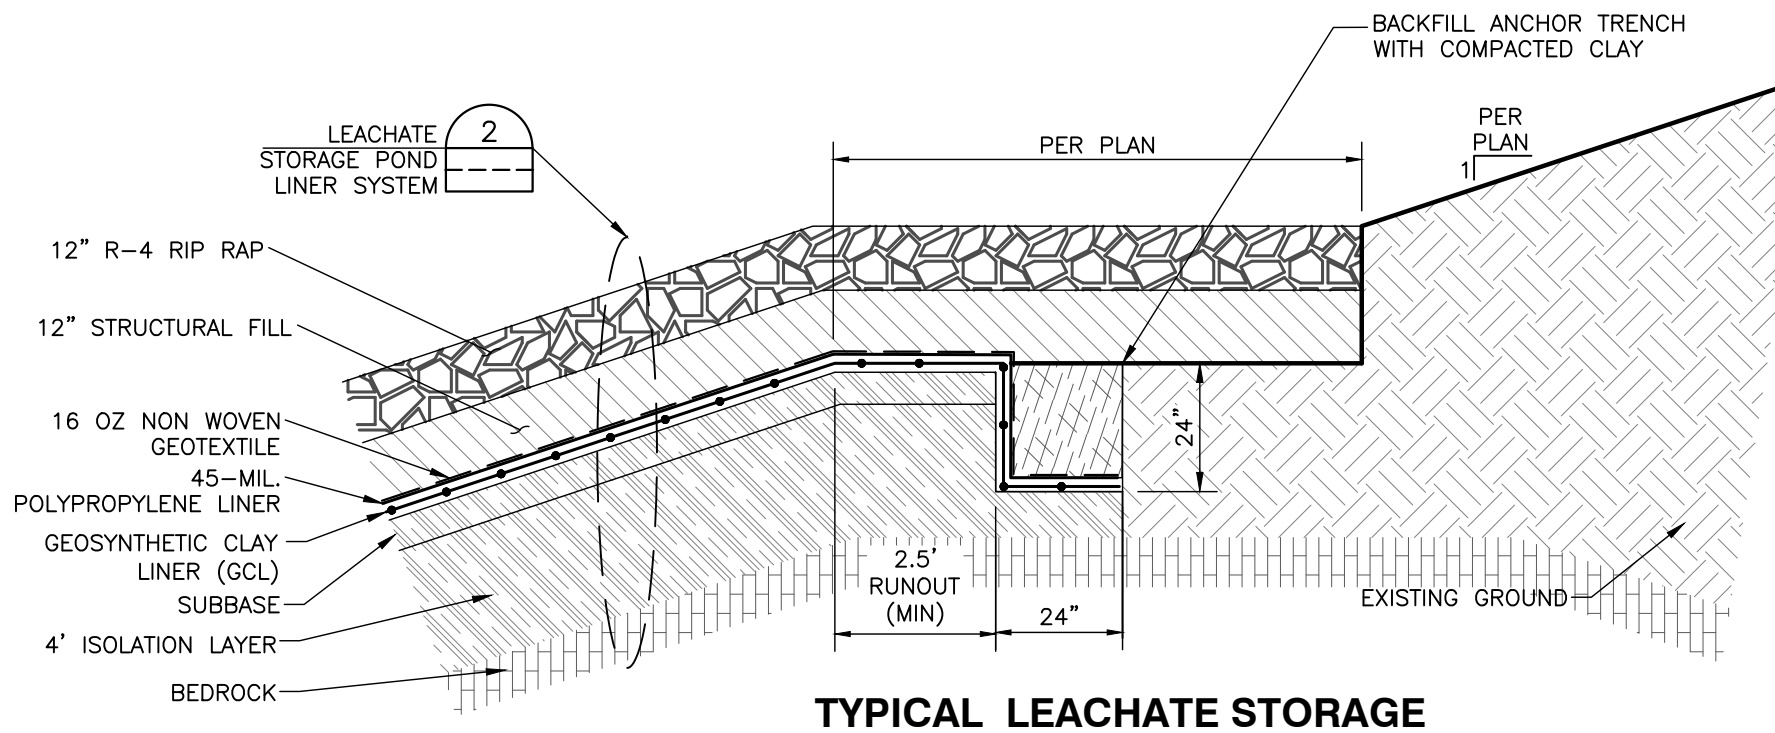 BACKFILL ANCHOR TRENCH
WITH COMPACTED CLAY
PER
PLAN
1
PER PLAN
LEACHATE
STORAGE POND
LINER SYSTEM
2
12" R-4 RIP RAP
12" STRUCTURAL FILL
16 OZ NON WOVEN
GEOTEXTILE
45-MIL.
POLYPROPYLENE LINER
GEOSYNTHETIC CLAY
LINER (GCL)
SUBBASE
4' ISOLATION LAYER
BEDROCK
24"
2.5'
RUNOUT
(MIN)
24"
EXISTING GROUND
TYPICAL LEACHATE STORAGE